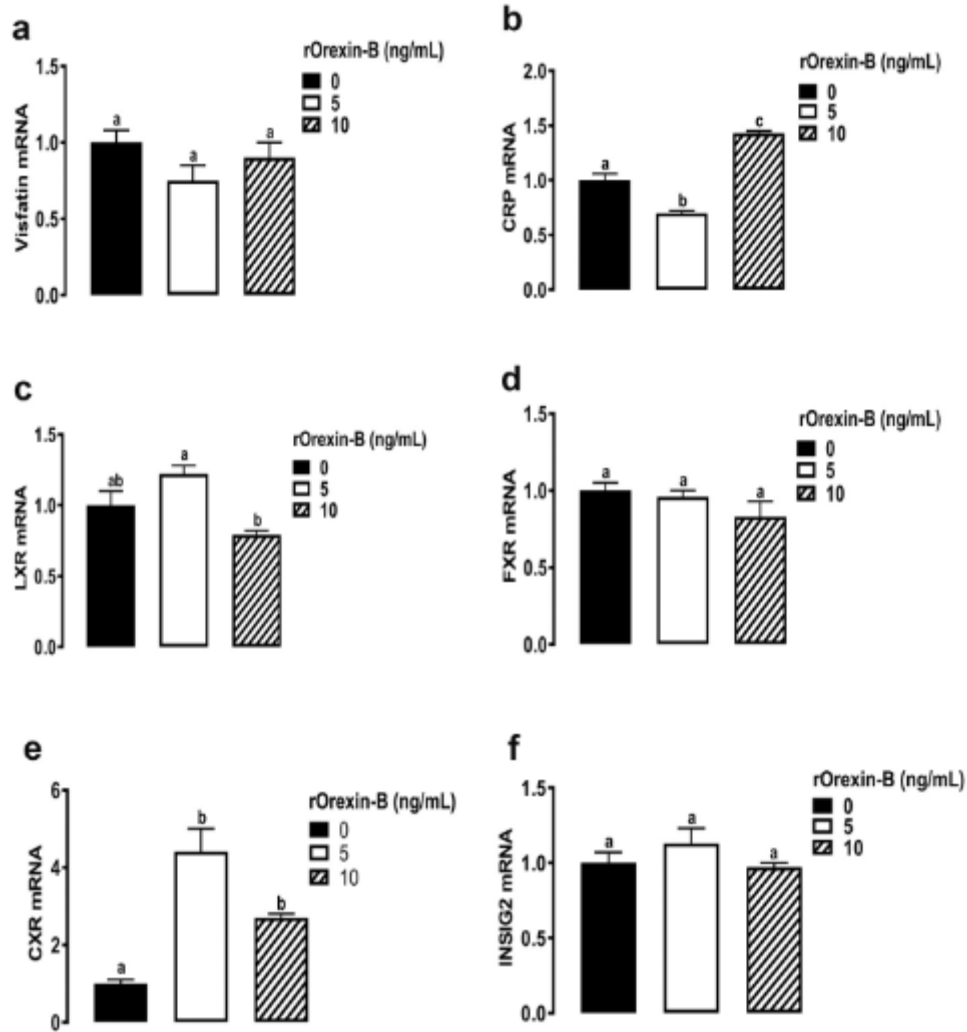 a
rOrexin-B (ng/mL)
0
5
10
Visfatin mRNA
1.5
1.0
0.5
0.0
a
a
a
b
rOrexin-B (ng/mL)
0
5
10
CRP mRNA
2.0
1.5
1.0
0.5
0.0
a
b
c
c
rOrexin-B (ng/mL)
0
5
10
LXR mRNA
1.5
1.0
0.5
0.0
ab
a
b
d
rOrexin-B (ng/mL)
0
5
10
FXR mRNA
1.5
1.0
0.5
0.0
a
a
a
e
rOrexin-B (ng/mL)
0
5
10
CXR mRNA
6
4
2
0
a
b
b
f
rOrexin-B (ng/mL)
0
5
10
INSIG2 mRNA
1.5
1.0
0.5
0.0
a
a
a